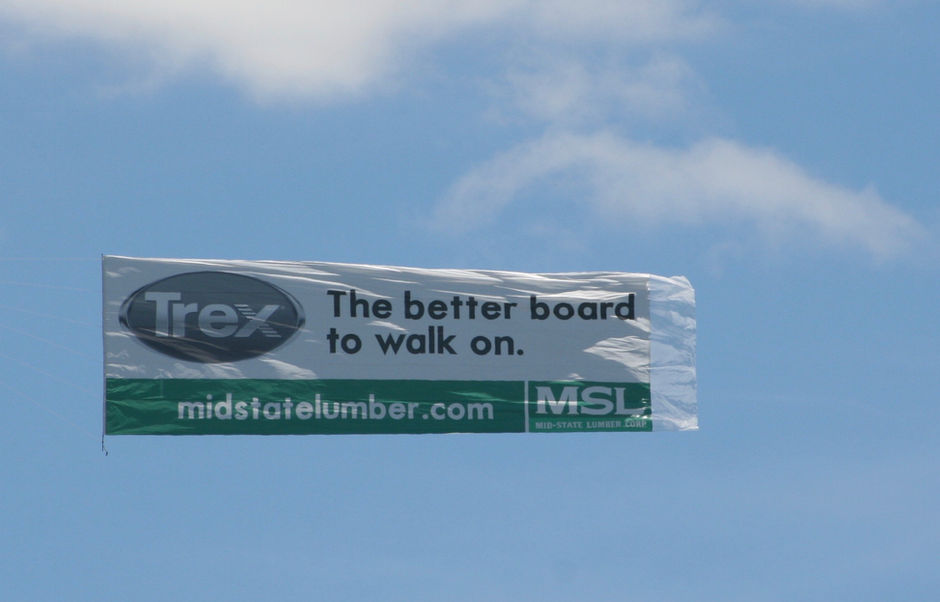 Trex
The better board
to walk on.
midstatelumber.com
MSL
MID-STATE LUMBER CORP.